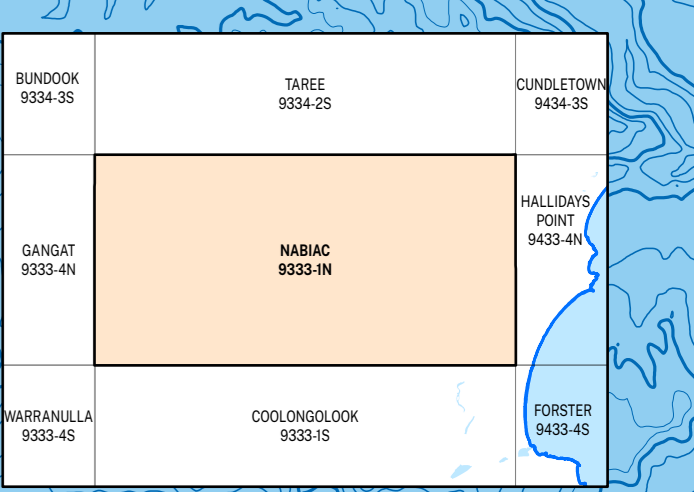 BUNDOOK
9334-3S
TAREE
9334-2S
CUNDLETOWN
9434-3S
GANGAT
9333-4N
NABIAC
9333-1N
HALLIDAYS
POINT
9433-4N
WARRANULLA
9333-4S
COOLONGOLOOK
9333-1S
FORSTER
9433-4S